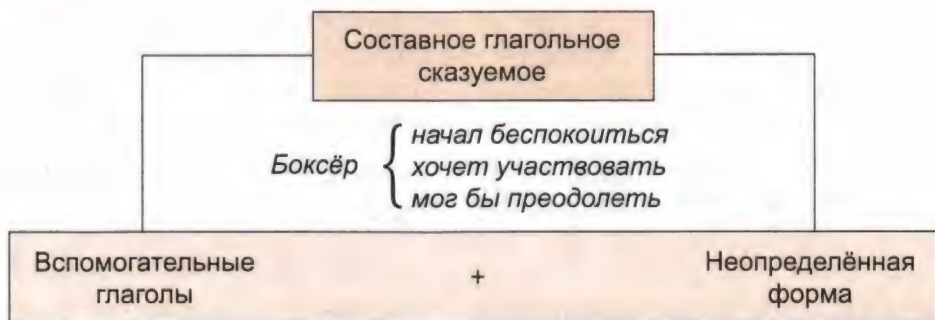 Составное глагольное
сказуемое
начал беспокоиться
Боксёр { хочет участвовать
мог бы преодолеть
Вспомогательные
глаголы
+
Неопределённая
форма